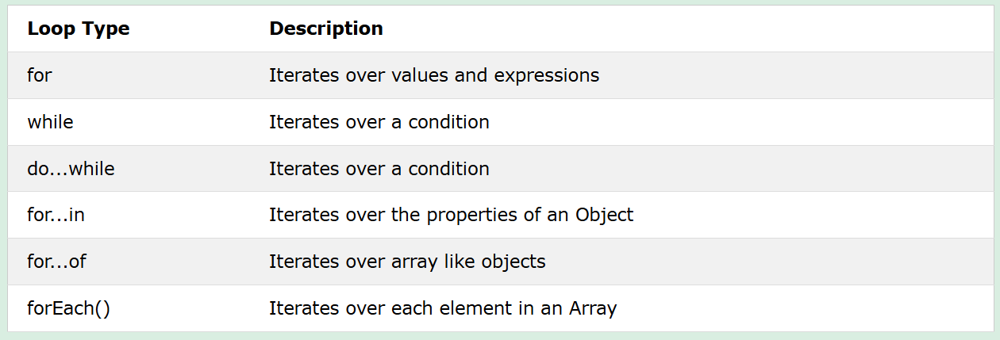 Loop Type Description
for Iterates over values and expressions
while Iterates over a condition
do...while Iterates over a condition
for...in Iterates over the properties of an Object
for...of Iterates over array like objects
forEach() Iterates over each element in an Array